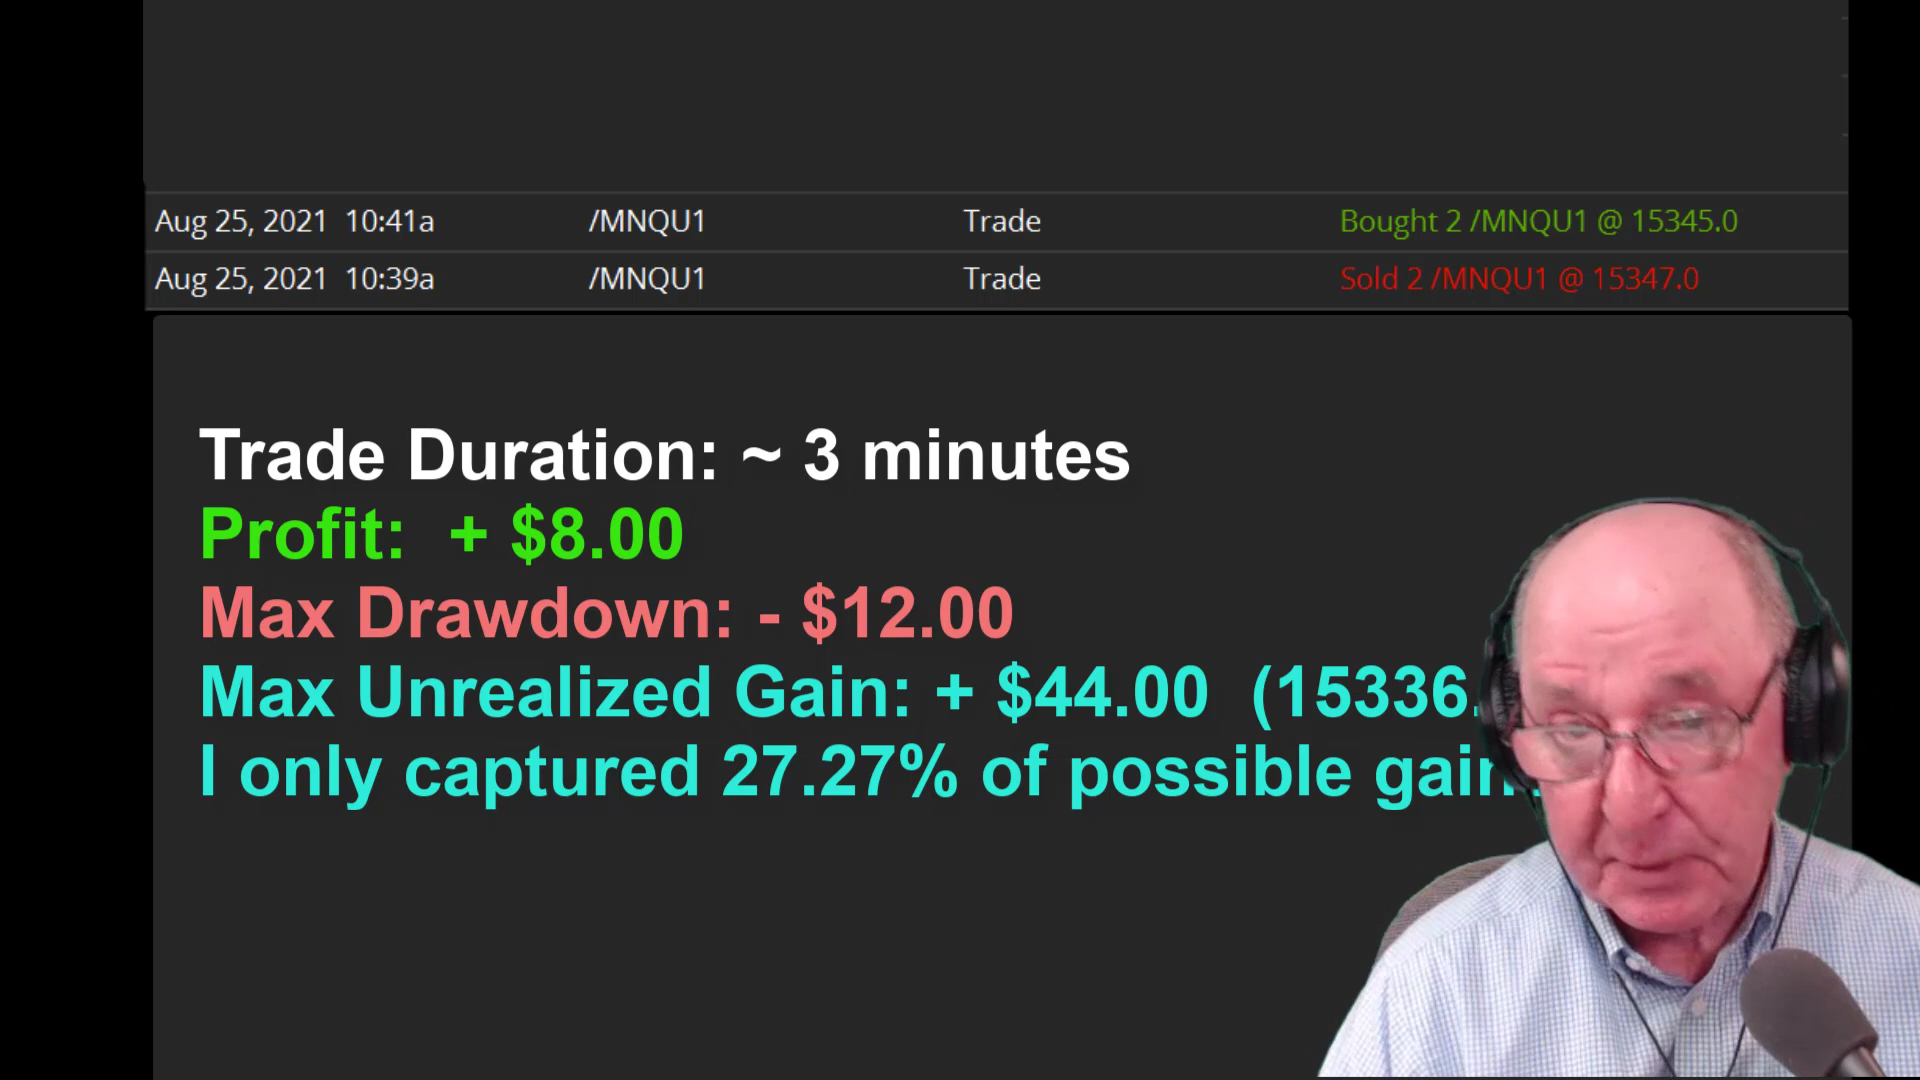 Aug 25, 2021 10:41a /MNQU1 Trade Bought 2 /MNQU1 @ 15345.0
Aug 25, 2021 10:39a /MNQU1 Trade Sold 2 /MNQU1 @ 15347.0
Trade Duration: ~ 3 minutes
Profit: + $8.00
Max Drawdown: - $12.00
Max Unrealized Gain: + $44.00 (15336.
I only captured 27.27% of possible gain